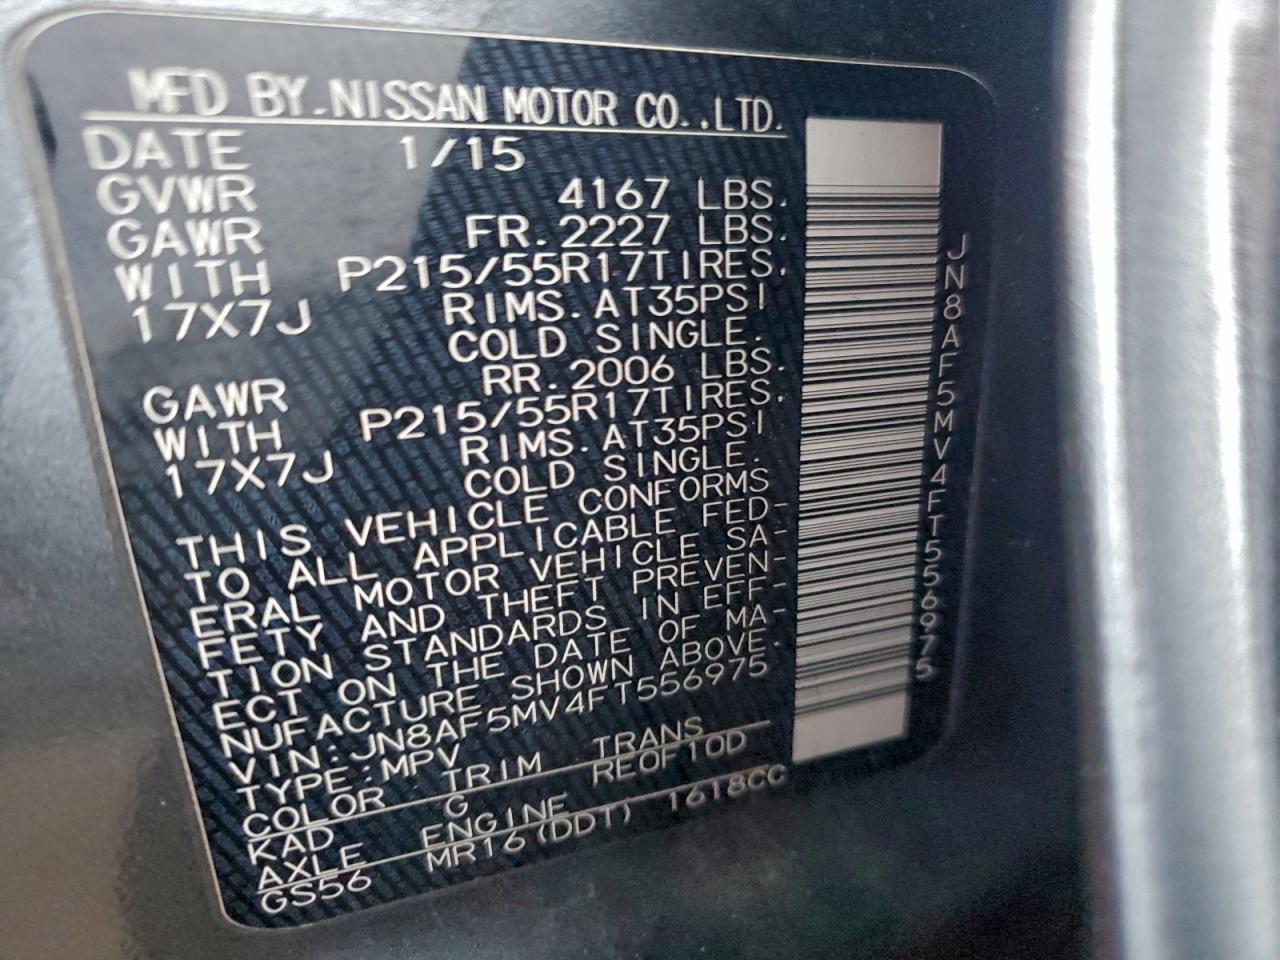 MFD BY.NISSAN MOTOR CO.,LTD.
DATE 1/15
GVWR 4167 LBS.
GAWR FR.2227 LBS.
WITH P215/55R17TIRES.
17X7J RIMS.AT35PSI
COLD SINGLE.
GAWR RR.2006 LBS.
WITH P215/55R17TIRES.
17X7J RIMS.AT35PSI
COLD SINGLE.
THIS VEHICLE CONFORMS
TO ALL APPLICABLE FED-
ERAL MOTOR VEHICLE SA-
FETY AND THEFT PREVEN-
TION STANDARDS IN EFF-
ECT ON THE DATE OF MA-
NUFACTURE SHOWN ABOVE.
VIN:JN8AF5MV4FT556975
TYPE:MPV
COLOR TRIM TRANS
KAD G RE0F10D
AXLE ENGINE
GS56 MR16(DDT) 1618CC
JN8AF5MV4FT556975